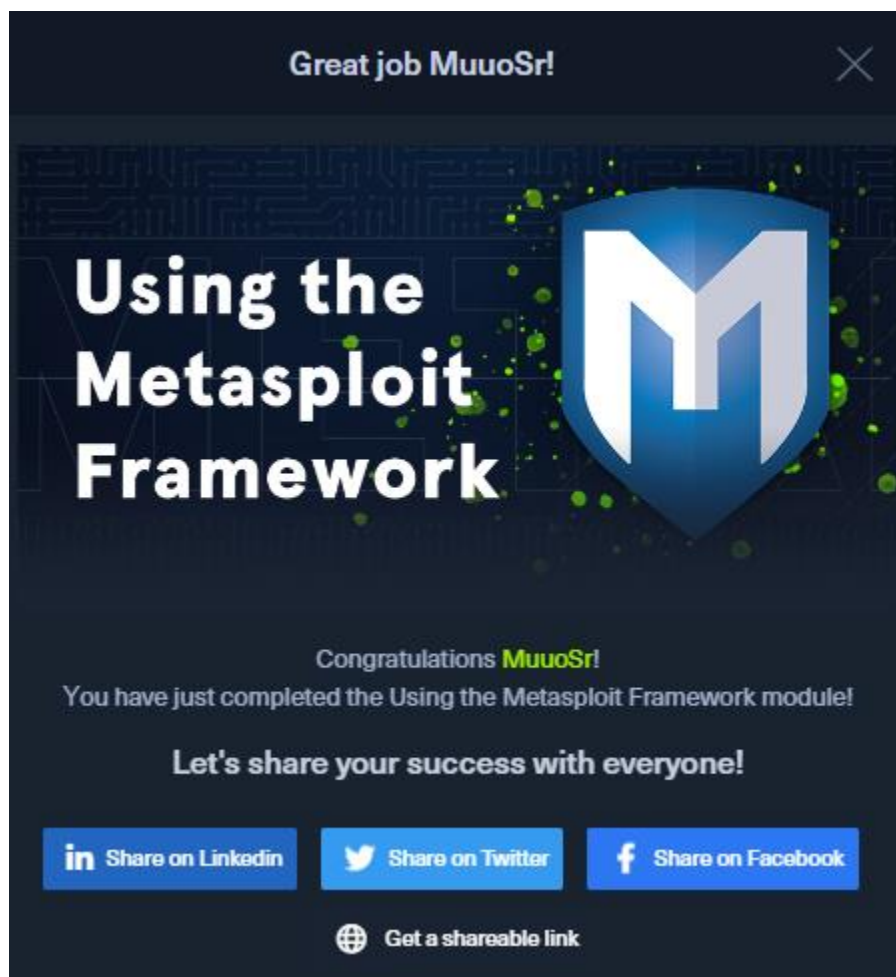 Great job MuuoSr!
Using the
Metasploit
Framework
Congratulations MuuoSr!
You have just completed the Using the Metasploit Framework module!
Let's share your success with everyone!
in Share on Linkedin
Share on Twitter
f Share on Facebook
Get a shareable link